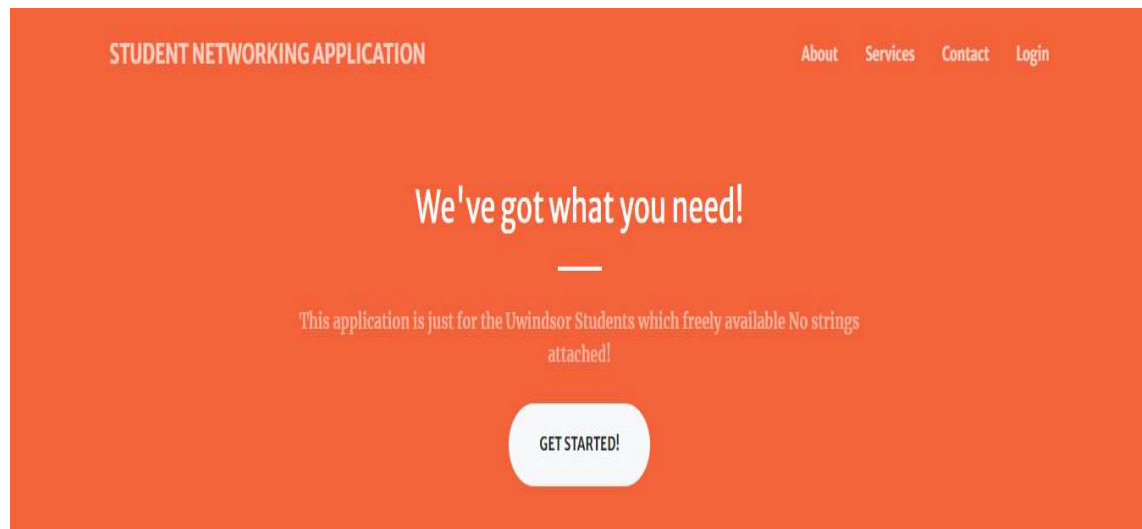 STUDENT NETWORKING APPLICATION
About Services Contact Login
We've got what you need!
This application is just for the Uwindsor Students which freely available No strings
attached!
GET STARTED!